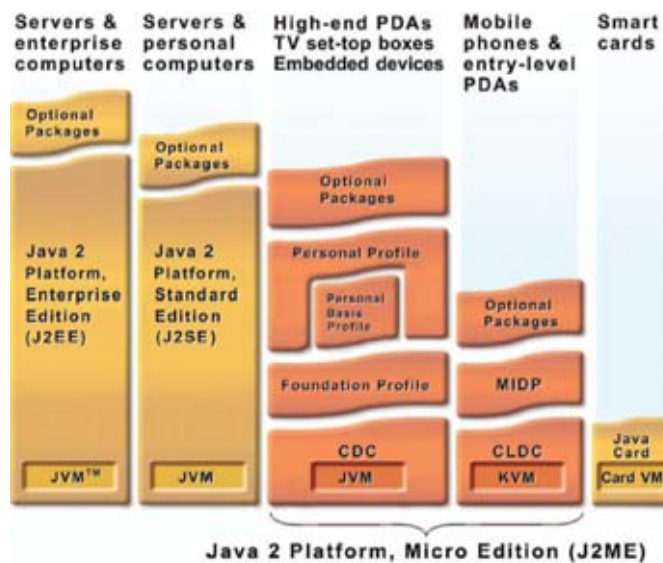 Servers &
enterprise
computers
Servers &
personal
computers
High-end PDAs
TV set-top boxes
Embedded devices
Mobile
phones &
entry-level
PDAs
Smart
cards
Optional
Packages
Java 2
Platform,
Enterprise
Edition
(J2EE)
JVM™
Optional
Packages
Java 2
Platform,
Standard
Edition
(J2SE)
JVM
Optional
Packages
Personal Profile
Personal
Basis
Profile
Foundation Profile
CDC
JVM
Optional
Packages
MIDP
CLDC
KVM
Java
Card
Card VM
Java 2 Platform, Micro Edition (J2ME)